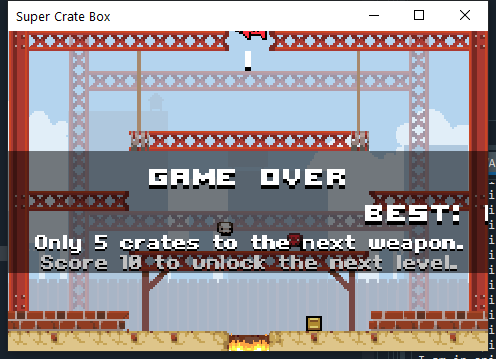 Super Crate Box
GAME OVER
BEST:
Only 5 crates to the next weapon.
Score 10 to unlock the next level.